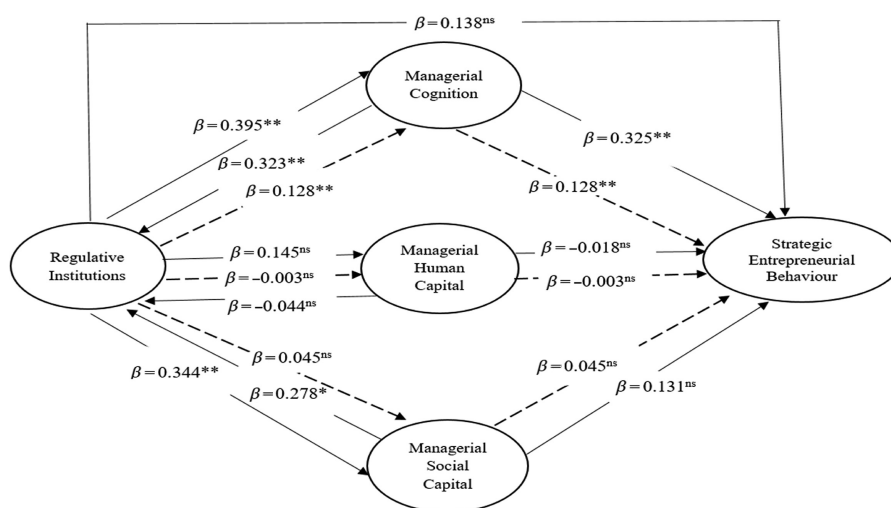 β=0.138ns
Managerial
Cognition
β=0.395**
β=0.325**
β=0.323**
β=0.128**
β=0.128**
Regulative
Institutions
β=0.145ns
β=-0.003ns
β=-0.044ns
Managerial
Human
Capital
β=-0.018ns
β=-0.003ns
Strategic
Entrepreneurial
Behaviour
β=0.045ns
β=0.344**
β=0.278*
β=0.045ns
β=0.131ns
Managerial
Social
Capital